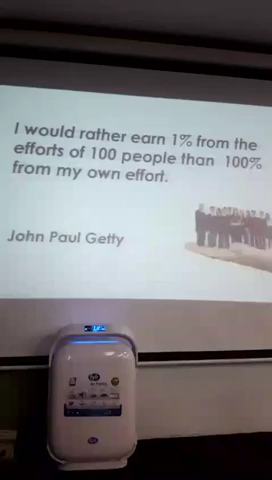 I would rather earn 1% from the
efforts of 100 people than 100%
from my own effort.
John Paul Getty